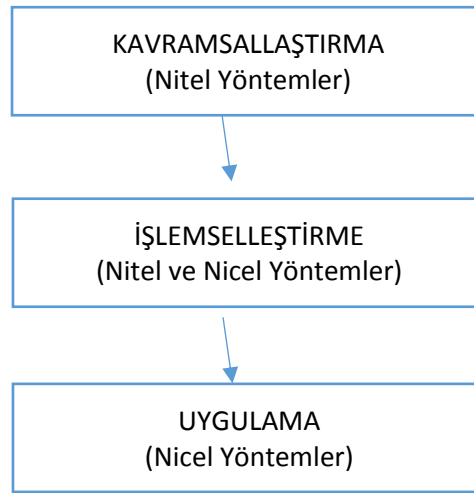 KAVRAMSALLAŞTIRMA
(Nitel Yöntemler)
İŞLEMSELLEŞTİRME
(Nitel ve Nicel Yöntemler)
UYGULAMA
(Nicel Yöntemler)